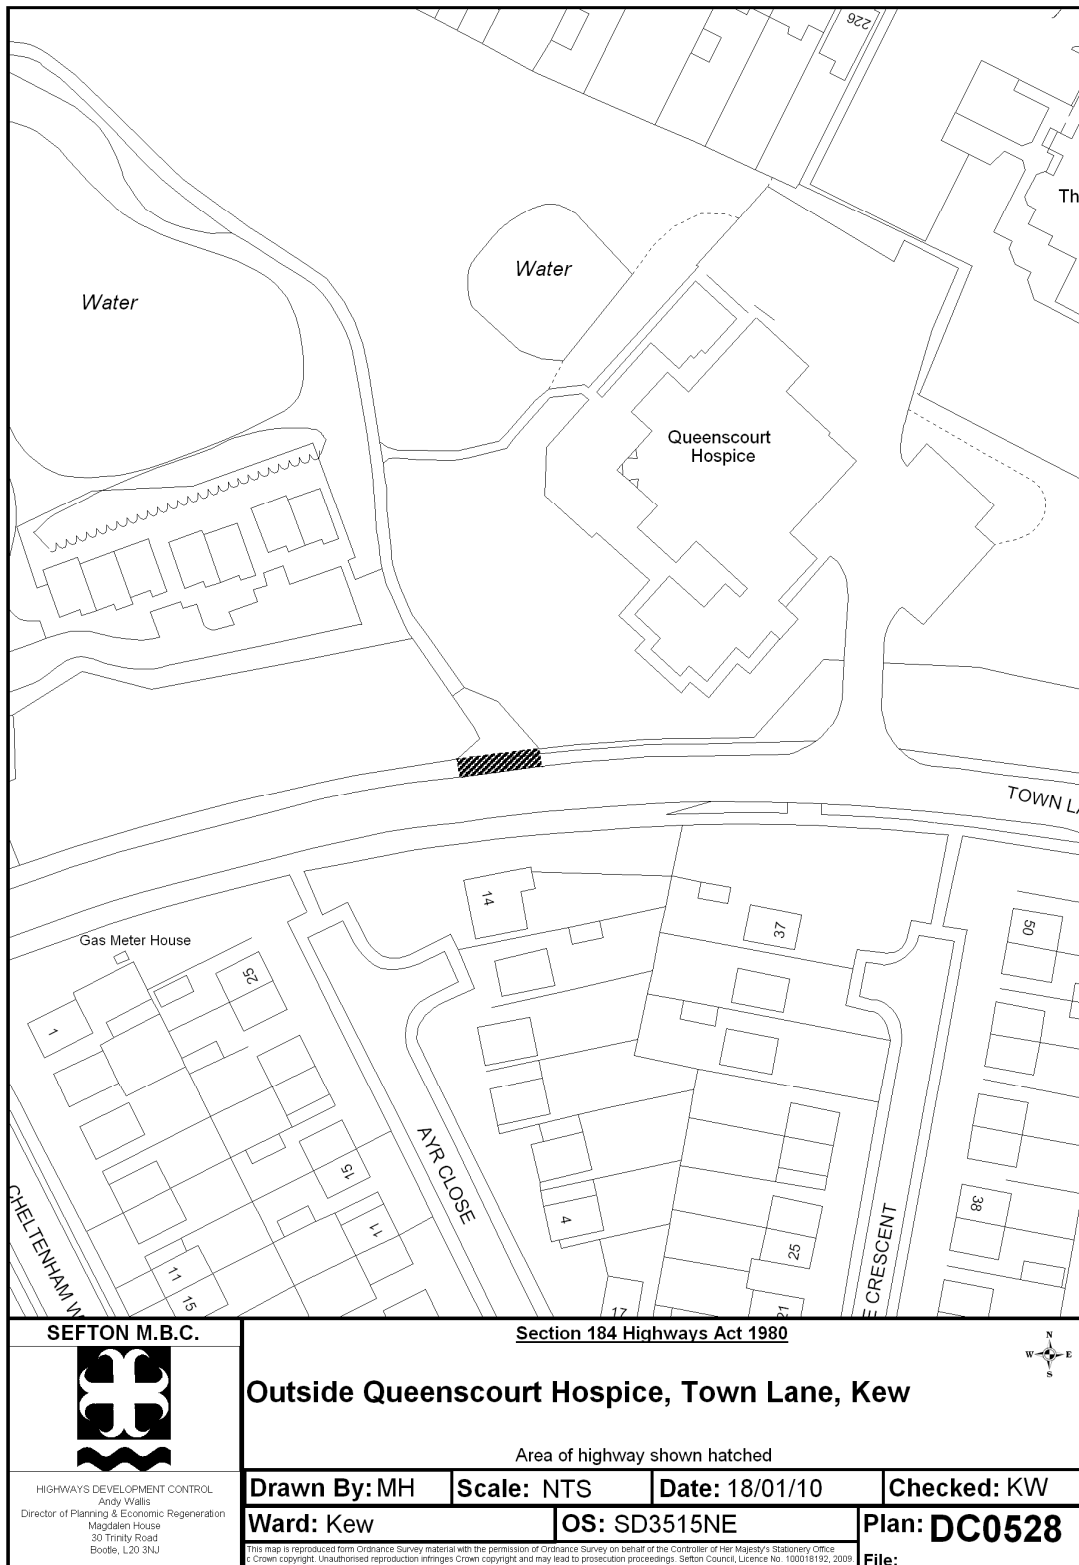 226
Th
Water
Water
Queenscourt
Hospice
TOWN LA
14
37
50
Gas Meter House
25
1
15
AYR CLOSE
4
11
38
25
CHELTENHAM W
11
15
17
21
E CRESCENT
SEFTON M.B.C.
HIGHWAYS DEVELOPMENT CONTROL
Andy Wallis
Director of Planning & Economic Regeneration
Magdalen House
30 Trinity Road
Bootle, L20 3NJ
Section 184 Highways Act 1980
N
W E
S
Outside Queenscourt Hospice, Town Lane, Kew
Area of highway shown hatched
Drawn By: MH Scale: NTS Date: 18/01/10 Checked: KW
Ward: Kew OS: SD3515NE Plan: DC0528
This map is reproduced form Ordnance Survey material with the permission of Ordnance Survey on behalf of the Controller of Her Majesty's Stationery Office
c Crown copyright. Unauthorised reproduction infringes Crown copyright and may lead to prosecution proceedings. Sefton Council, Licence No. 100018192, 2009.
File: